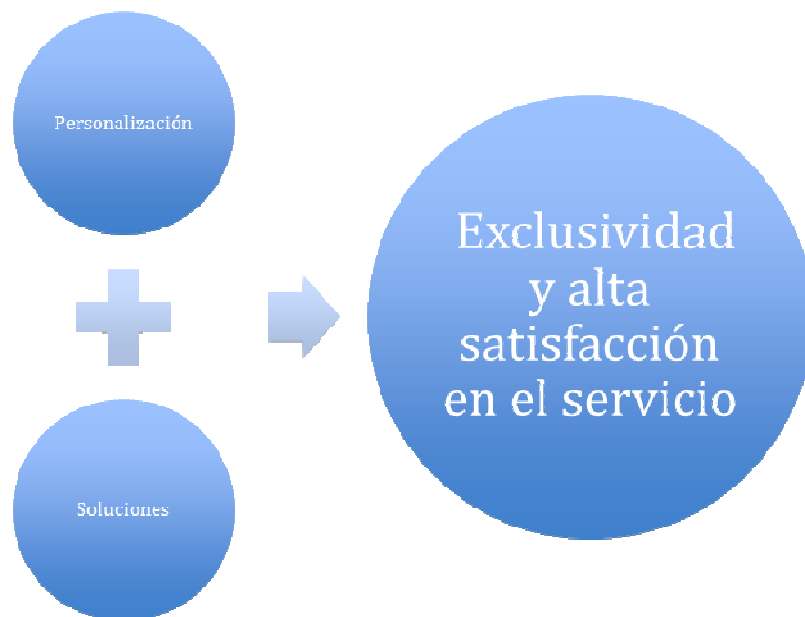 Personalización
Soluciones
Exclusividad
y alta
satisfacción
en el servicio